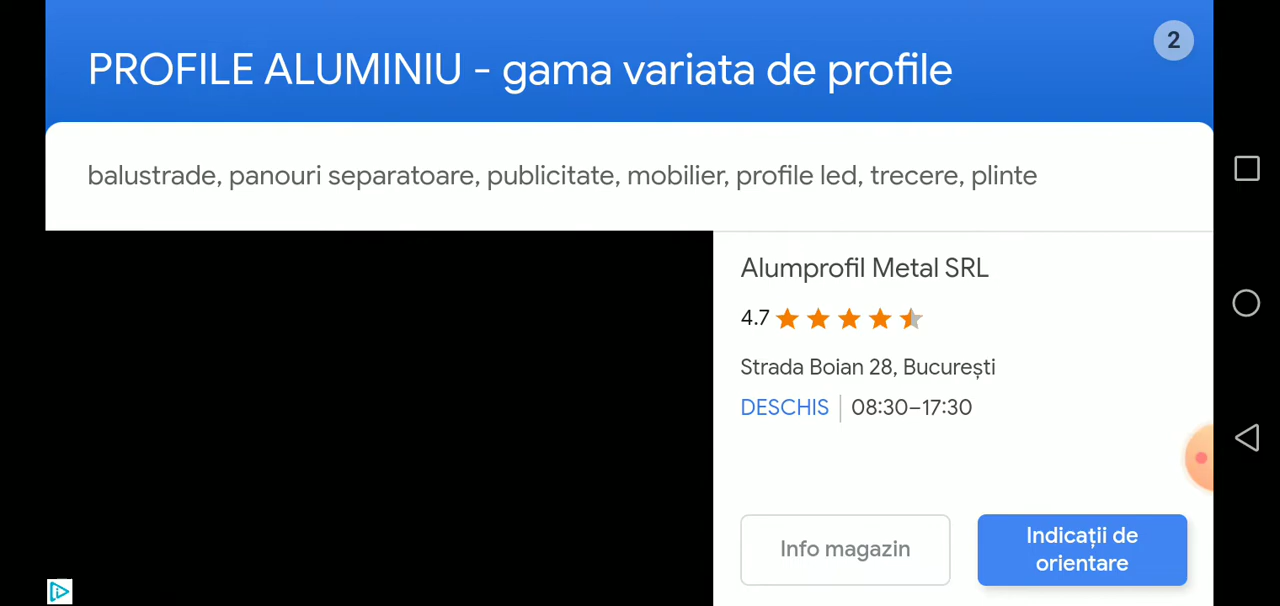 PROFILE ALUMINIU - gama variata de profile
2
balustrade, panouri separatoare, publicitate, mobilier, profile led, trecere, plinte
Alumprofil Metal SRL
4.7
Strada Boian 28, București
DESCHIS | 08:30–17:30
Info magazin
Indicații de
orientare